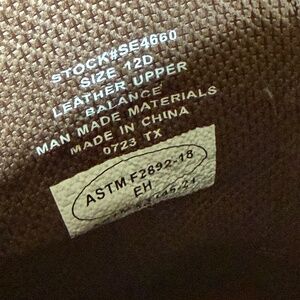 STOCK#SE4660
SIZE 12D
LEATHER UPPER
BALANCE
MAN MADE MATERIALS
MADE IN CHINA
0723 TX
ASTM F2892-18
EH